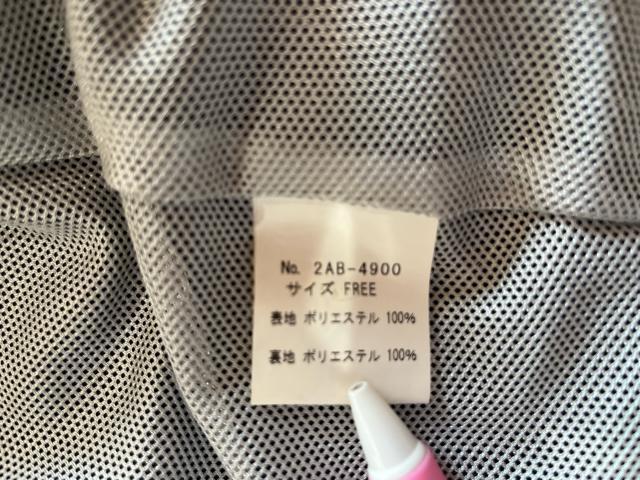 No. 2AB-4900
サイズ FREE
表地 ポリエステル 100%
裏地 ポリエステル 100%